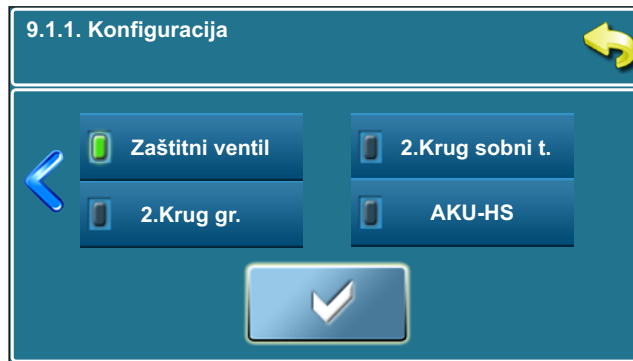 9.1.1. Konfiguracija
Zaštitni ventil
2.Krug sobni t.
2.Krug gr.
AKU-HS